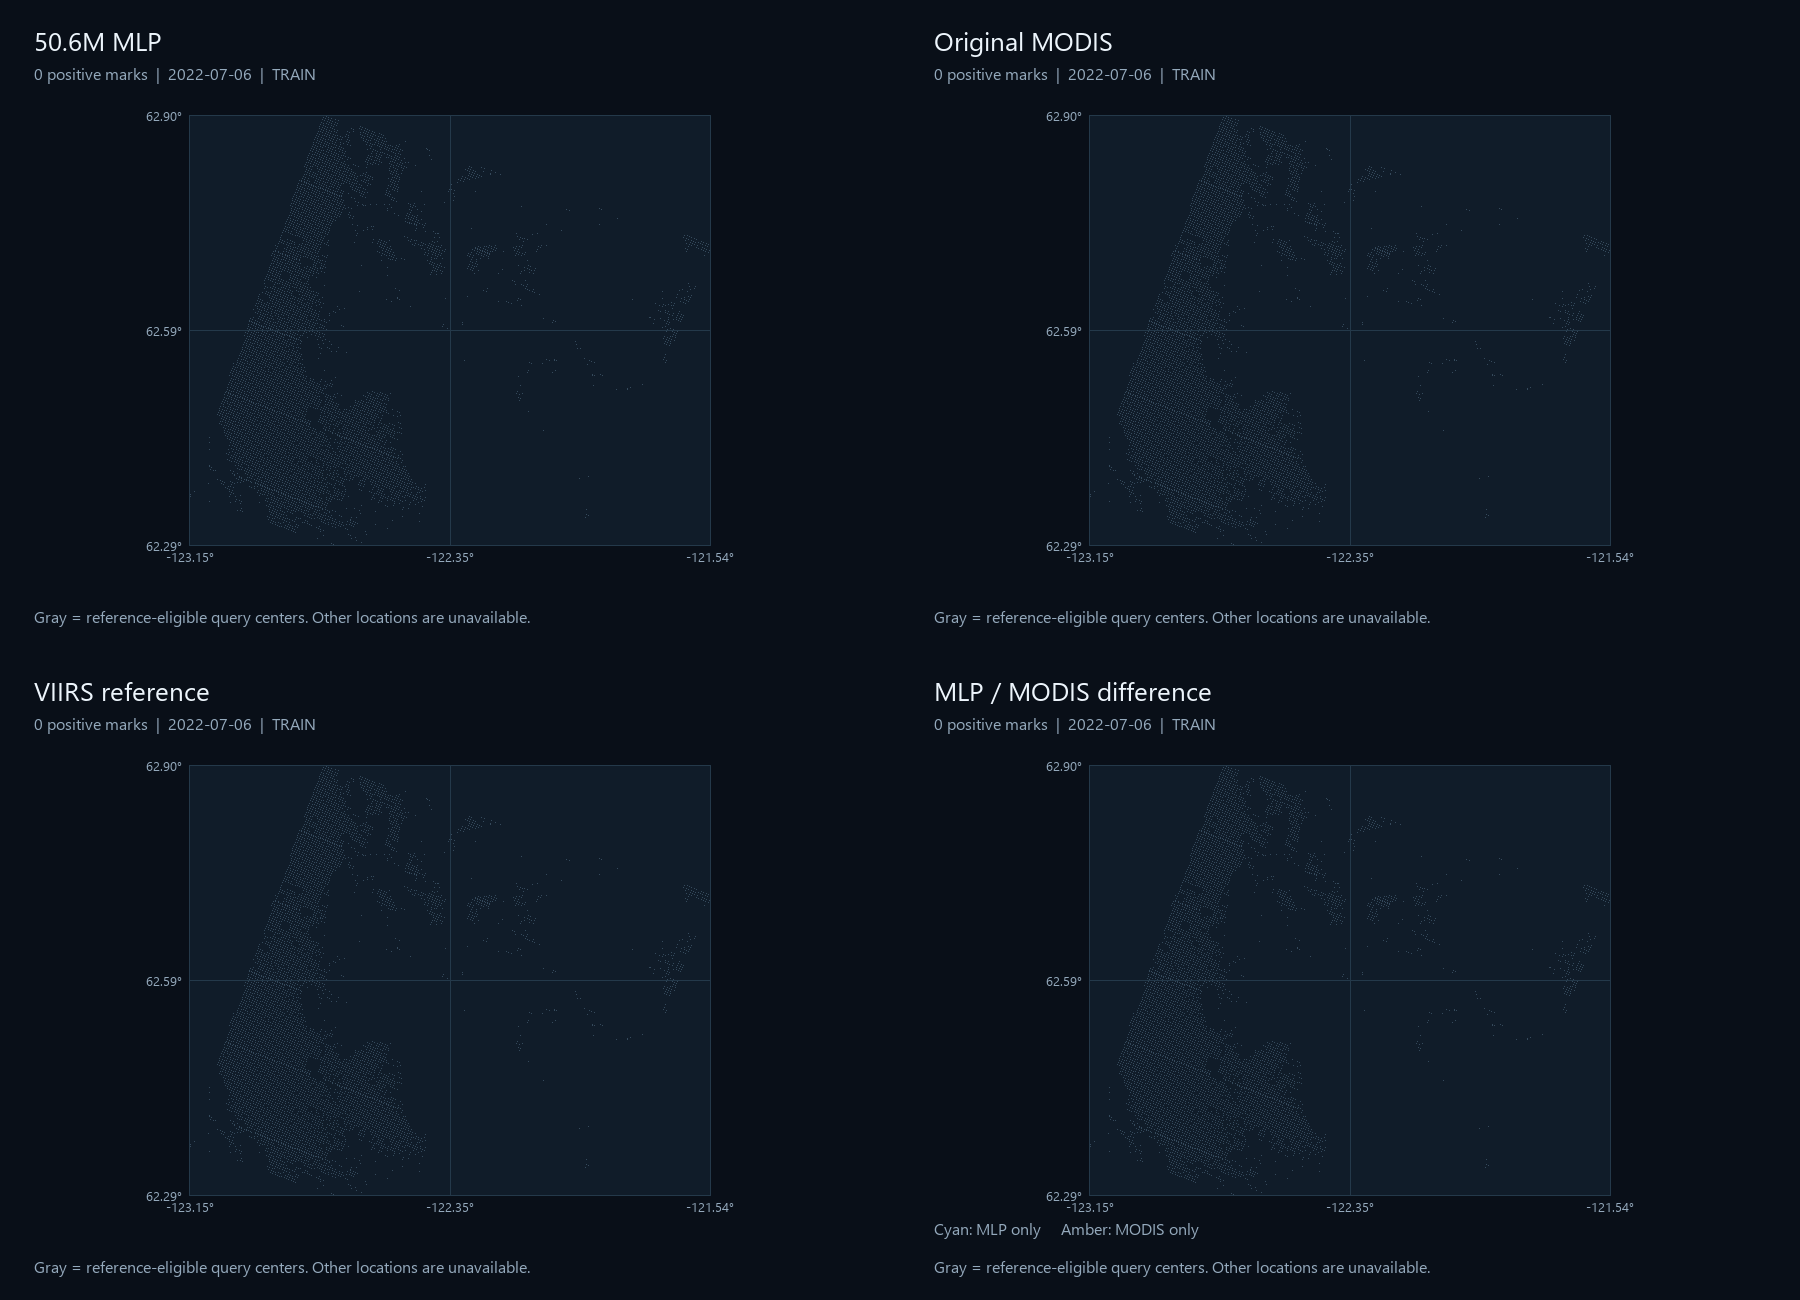 50.6M MLP
0 positive marks | 2022-07-06 | TRAIN
62.90°
62.59°
62.29°
-123.15°
-122.35°
-121.54°
Gray = reference-eligible query centers. Other locations are unavailable.
Original MODIS
0 positive marks | 2022-07-06 | TRAIN
62.90°
62.59°
62.29°
-123.15°
-122.35°
-121.54°
Gray = reference-eligible query centers. Other locations are unavailable.
VIIRS reference
0 positive marks | 2022-07-06 | TRAIN
62.90°
62.59°
62.29°
-123.15°
-122.35°
-121.54°
Gray = reference-eligible query centers. Other locations are unavailable.
MLP / MODIS difference
0 positive marks | 2022-07-06 | TRAIN
62.90°
62.59°
62.29°
-123.15°
-122.35°
-121.54°
Cyan: MLP only Amber: MODIS only
Gray = reference-eligible query centers. Other locations are unavailable.